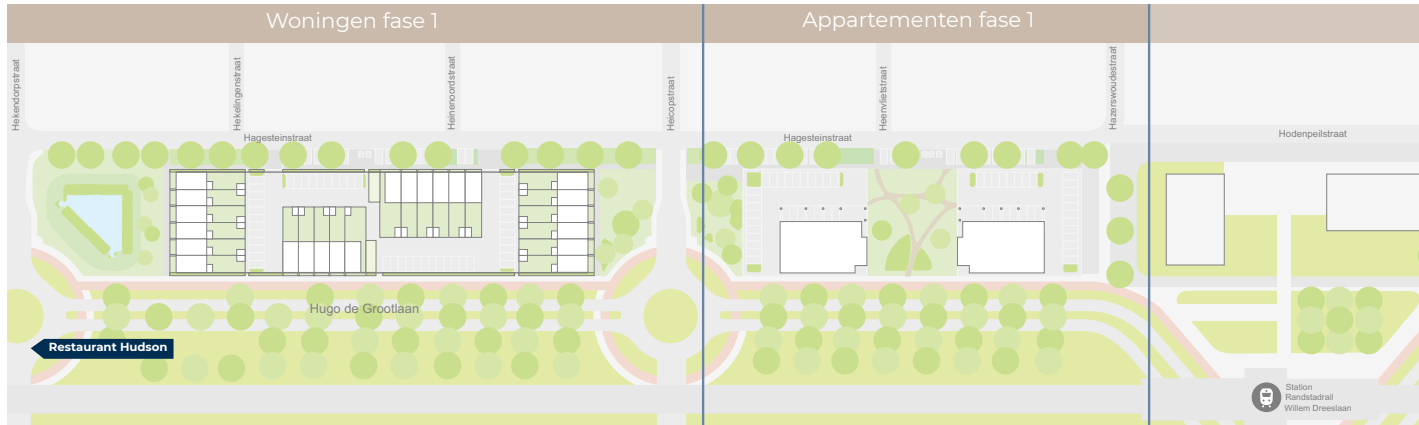 Woningen fase 1
Appartementen fase 1
Hekendorpstraat
Hekelingenstraat
Heinenoordstraat
Heicopstraat
Heenvlietstraat
Hazerswoudestraat
Hagesteinstraat
Hagesteinstraat
Hodenpeilstraat
Hugo de Grootlaan
Restaurant Hudson
Station
Randstadrail
Willem Dreeslaan